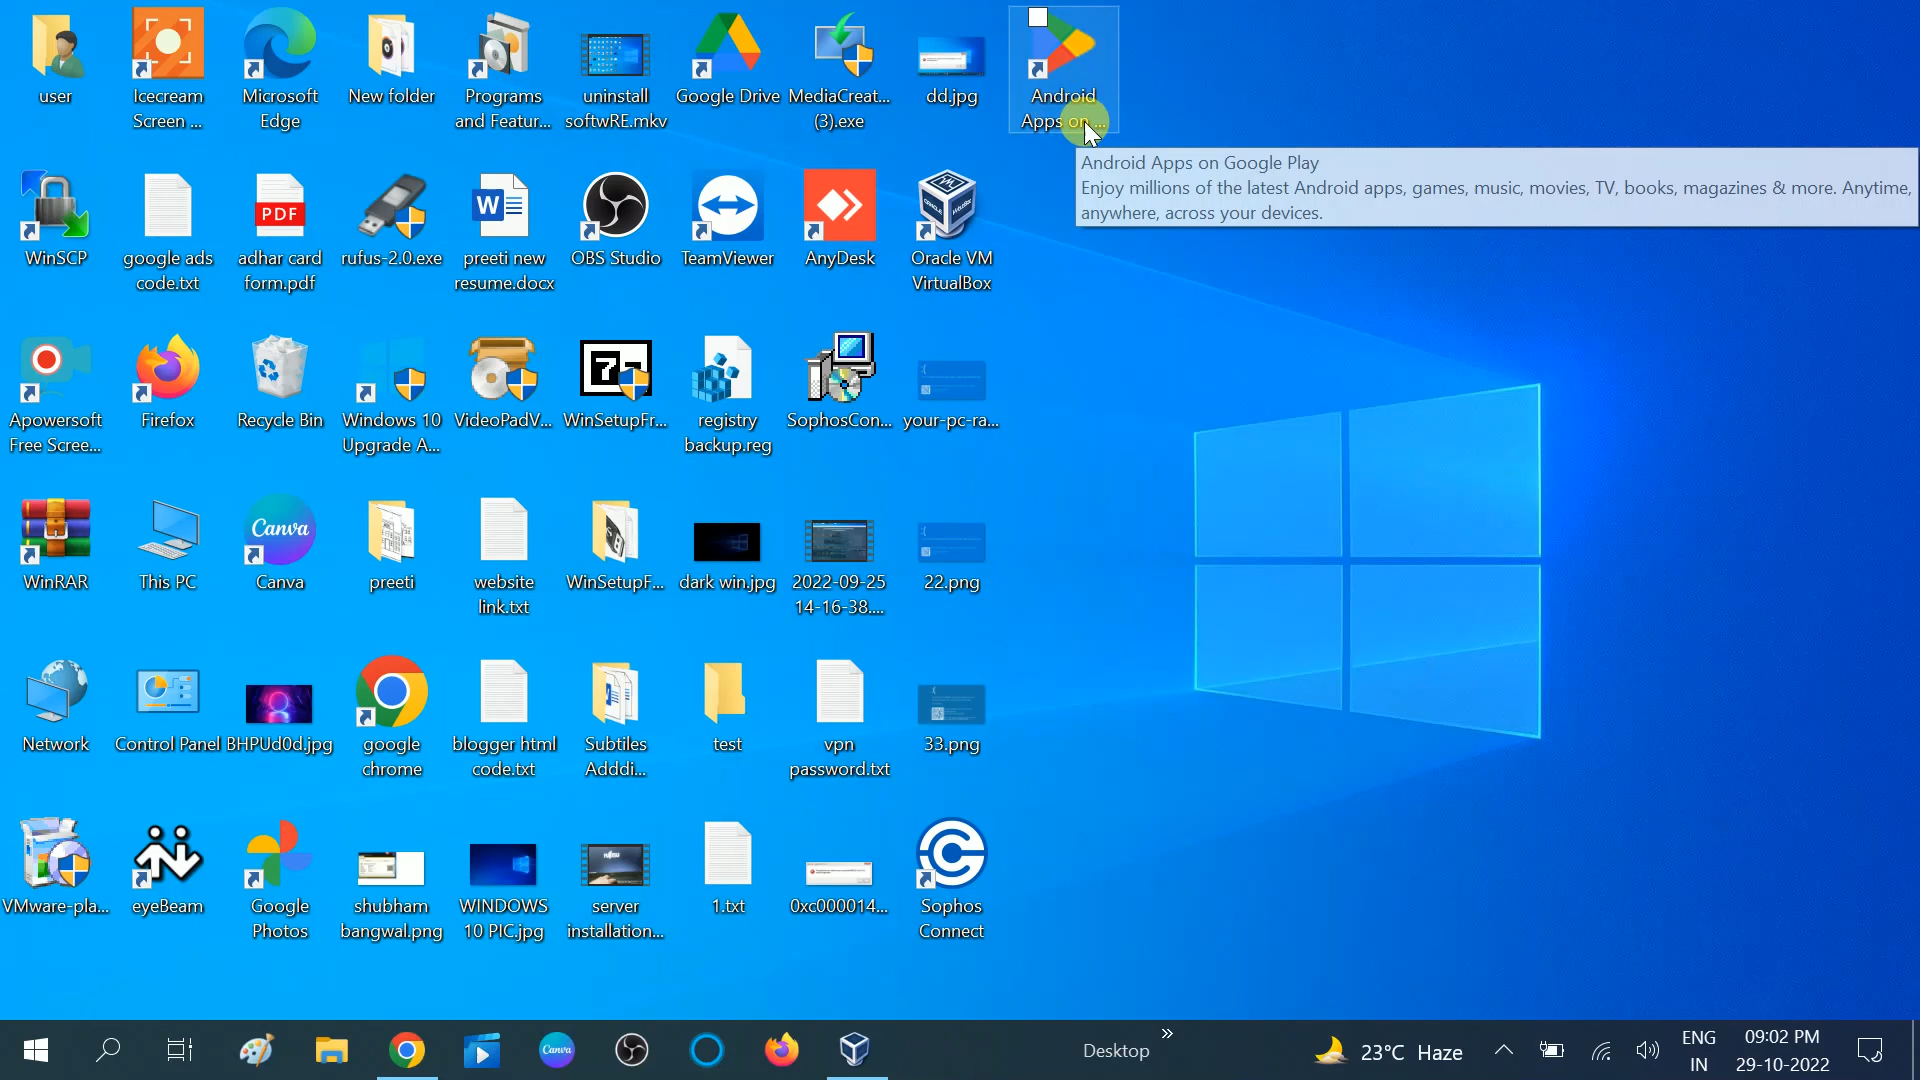 user
Icecream
Screen ...
Microsoft
Edge
New folder
Programs
and Featur...
uninstall
softwRE.mkv
Google Drive
MediaCreat...
(3).exe
dd.jpg
Android
Apps on ...
Android Apps on Google Play
Enjoy millions of the latest Android apps, games, music, movies, TV, books, magazines & more. Anytime,
anywhere, across your devices.
WinSCP
google ads
code.txt
PDF
adhar card
form.pdf
rufus-2.0.exe
W
preeti new
resume.docx
OBS Studio
TeamViewer
AnyDesk
Oracle VM
VirtualBox
Apowersoft
Free Scree...
Firefox
Recycle Bin
Windows 10
Upgrade A...
VideoPadV...
WinSetupFr...
registry
backup.reg
SophosCon...
your-pc-ra...
WinRAR
This PC
Canva
Canva
preeti
website
link.txt
WinSetupF...
dark win.jpg
2022-09-25
14-16-38....
22.png
Network
Control Panel
BHPUd0d.jpg
google
chrome
blogger html
code.txt
Subtiles
Adddi...
test
vpn
password.txt
33.png
VMware-pla...
eyeBeam
Google
Photos
shubham
bangwal.png
WINDOWS
10 PIC.jpg
server
installation...
1.txt
0xc000014...
Sophos
Connect
Canva
Desktop
23°C Haze
ENG
IN
09:02 PM
29-10-2022